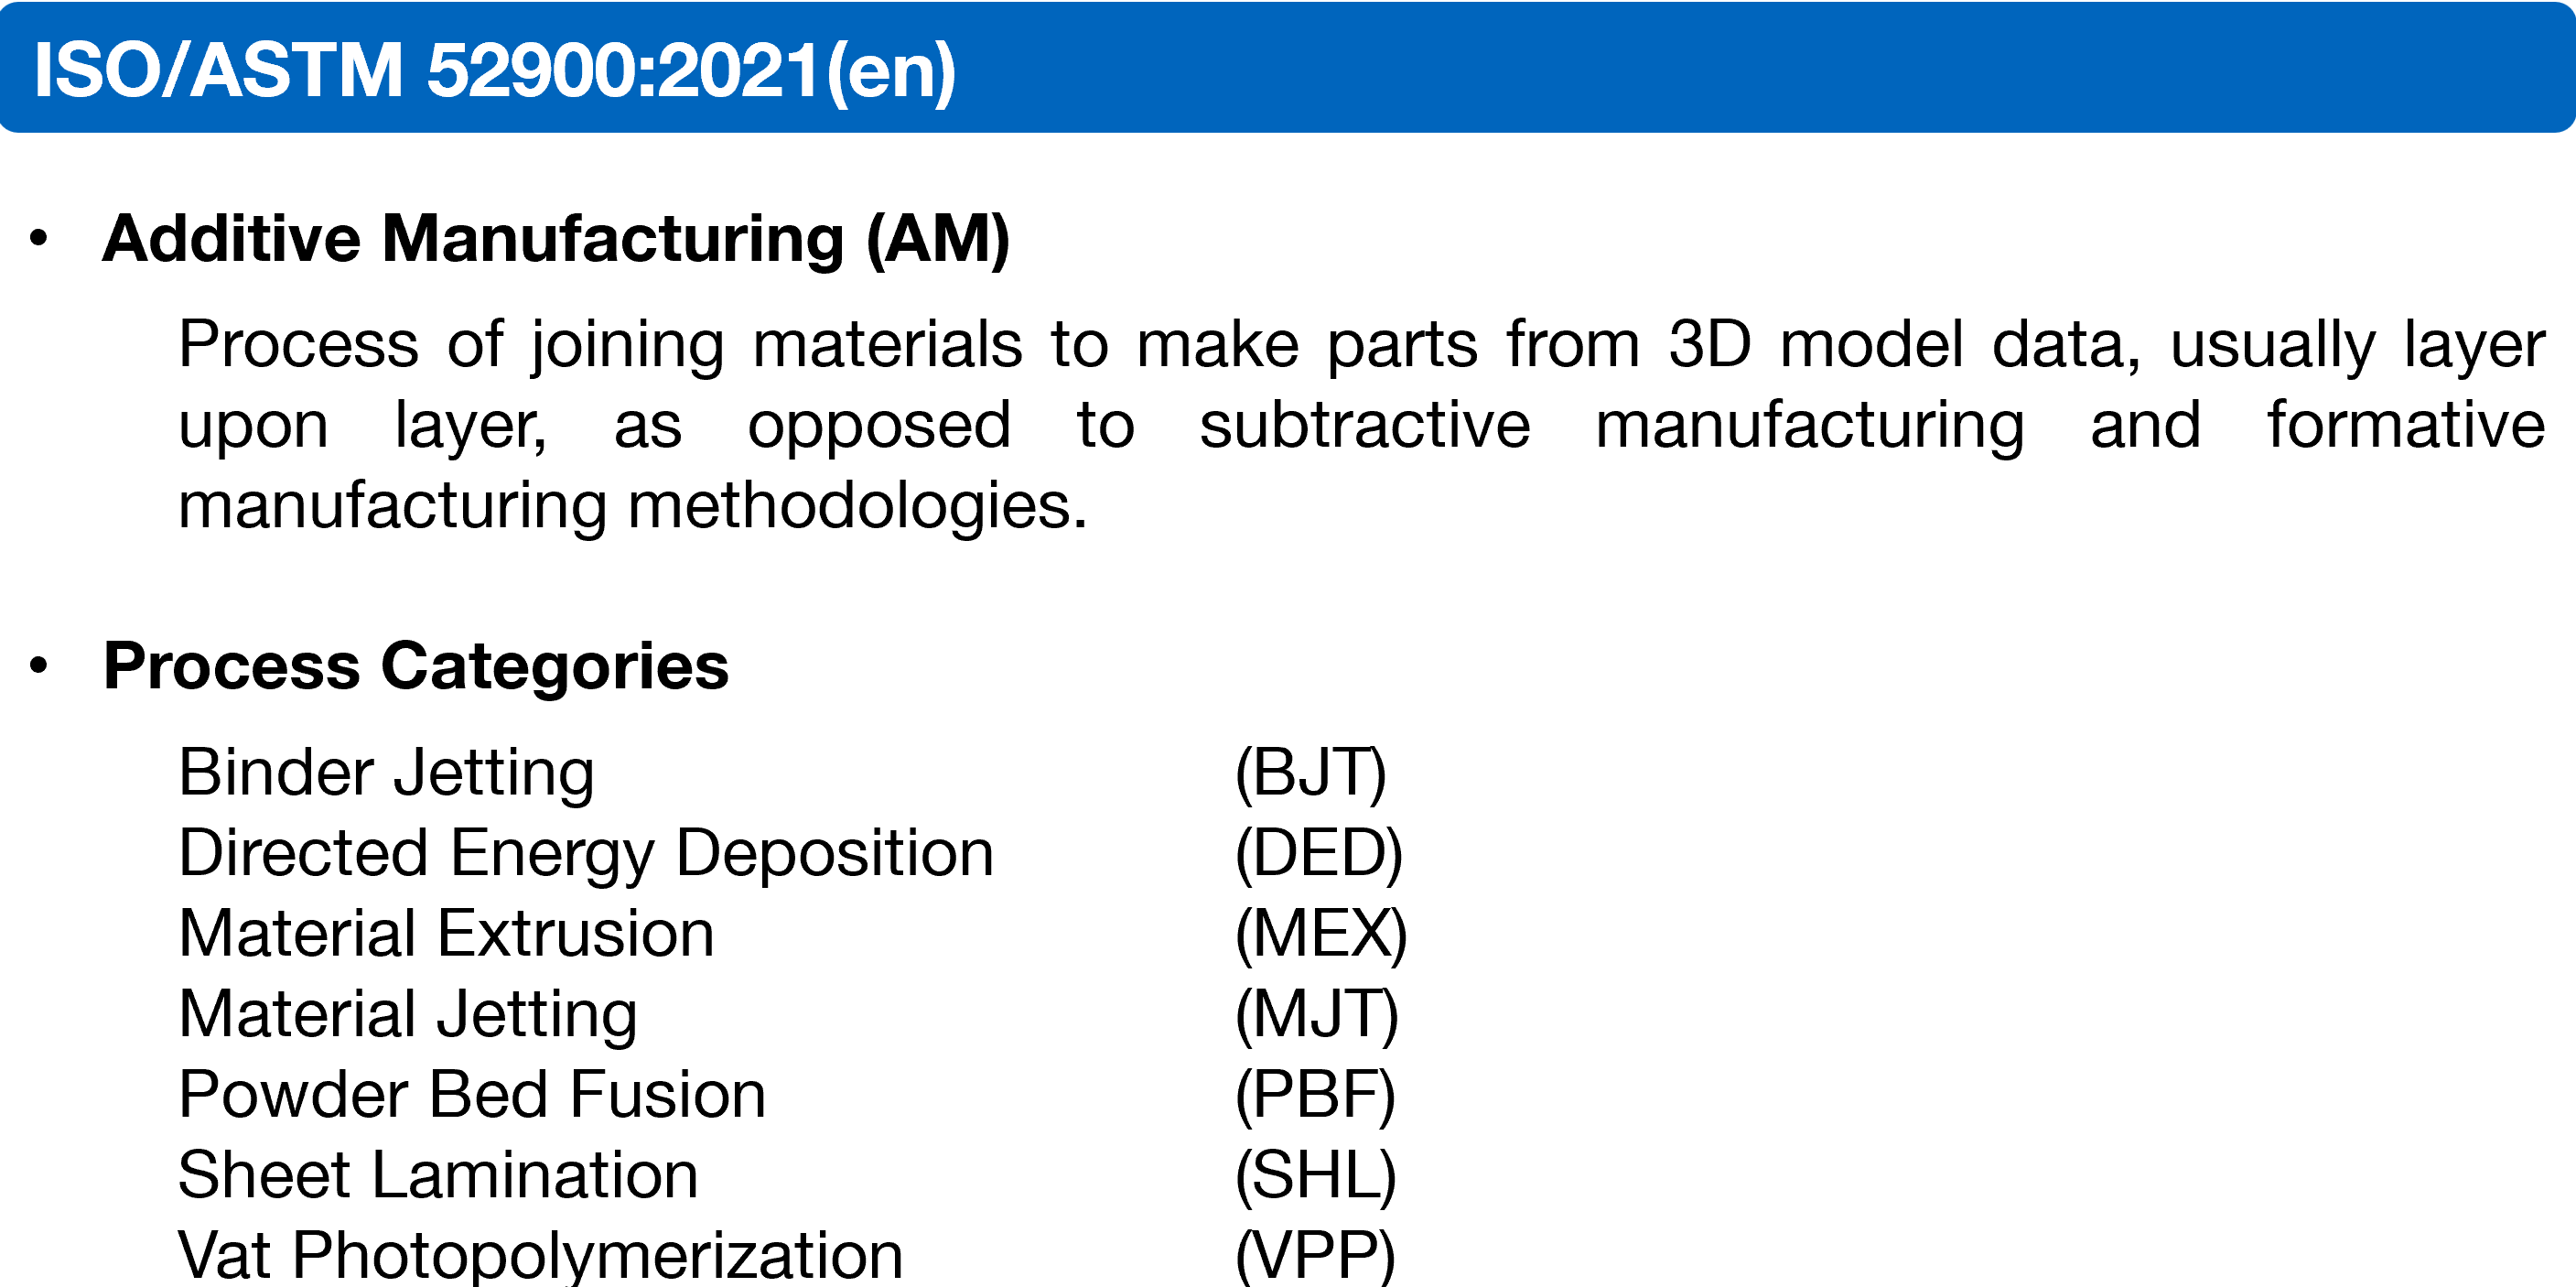 ISO/ASTM 52900:2021(en)
• Additive Manufacturing (AM)
Process of joining materials to make parts from 3D model data, usually layer
upon layer, as opposed to subtractive manufacturing and formative
manufacturing methodologies.
• Process Categories
Binder Jetting (BJT)
Directed Energy Deposition (DED)
Material Extrusion (MEX)
Material Jetting (MJT)
Powder Bed Fusion (PBF)
Sheet Lamination (SHL)
Vat Photopolymerization (VPP)